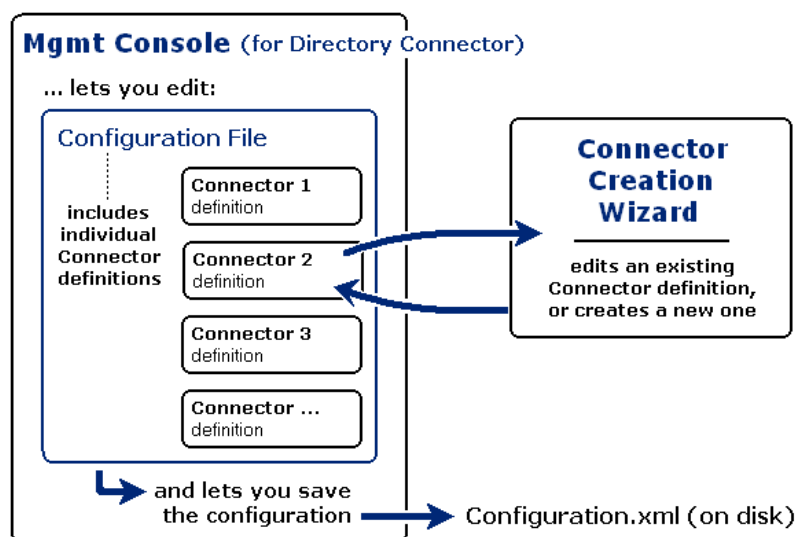 Mgmt Console (for Directory Connector)
... lets you edit:
Configuration File
includes
individual
Connector
definitions
Connector 1
definition
Connector 2
definition
Connector 3
definition
Connector ...
definition
Connector
Creation
Wizard
edits an existing
Connector definition,
or creates a new one
and lets you save
the configuration
Configuration.xml (on disk)